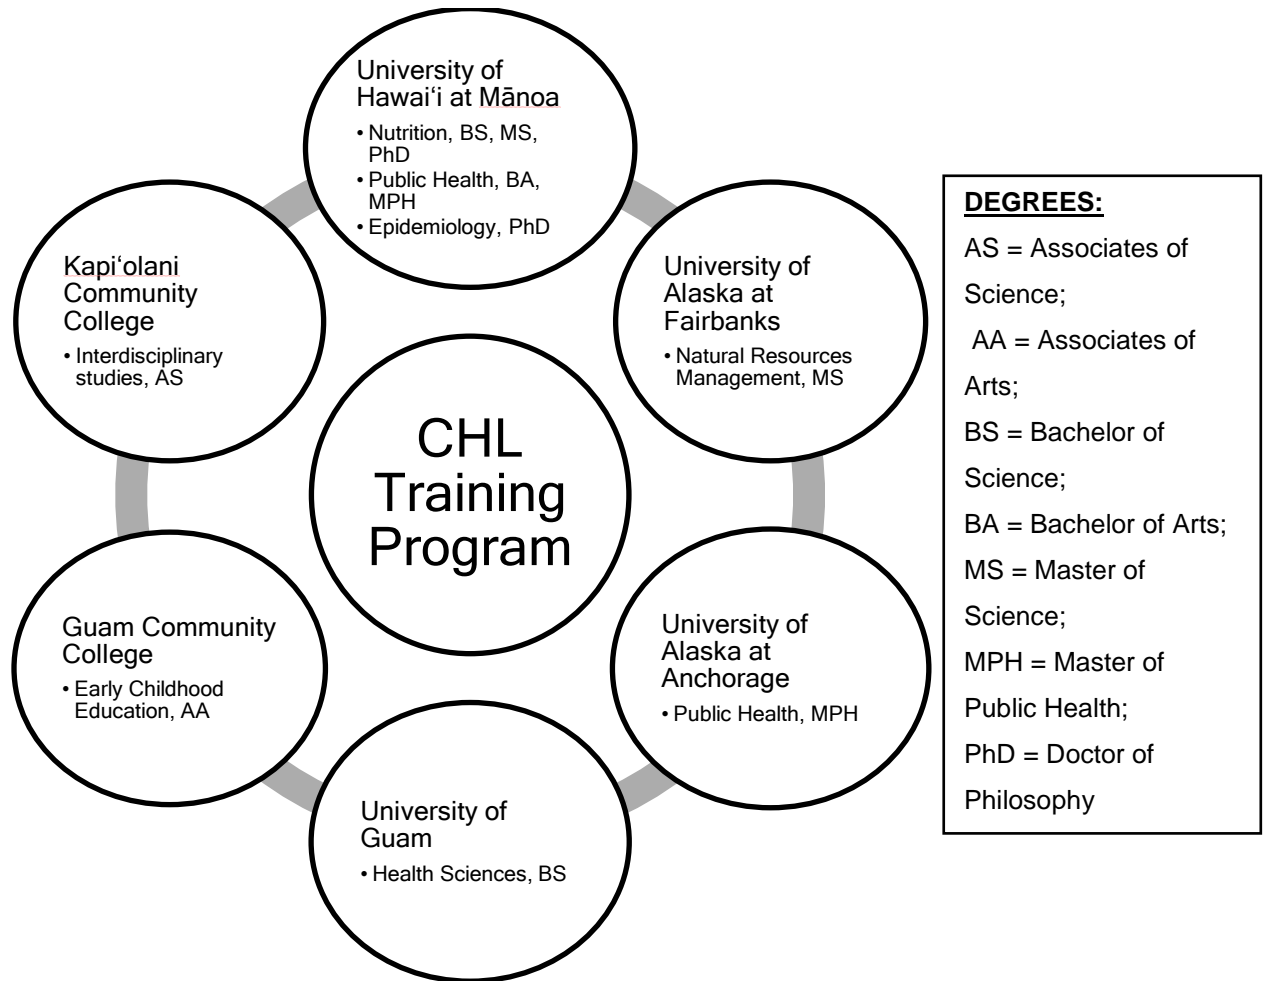 University of
Hawaiʻi at Mānoa
• Nutrition, BS, MS,
PhD
• Public Health, BA,
MPH
• Epidemiology, PhD
University of
Alaska at
Fairbanks
• Natural Resources
Management, MS
University of
Alaska at
Anchorage
• Public Health, MPH
University of
Guam
• Health Sciences, BS
Guam Community
College
• Early Childhood
Education, AA
Kapiʻolani
Community
College
• Interdisciplinary
studies, AS
CHL
Training
Program
DEGREES:
AS = Associates of
Science;
AA = Associates of
Arts;
BS = Bachelor of
Science;
BA = Bachelor of Arts;
MS = Master of
Science;
MPH = Master of
Public Health;
PhD = Doctor of
Philosophy